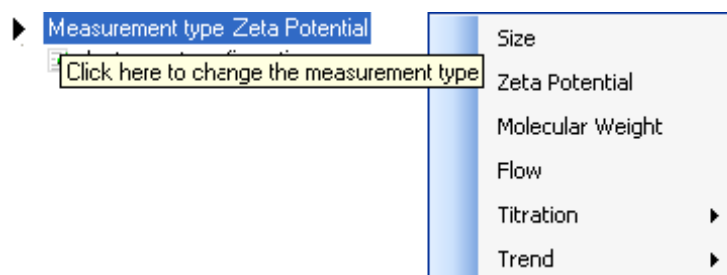 Measurement type Zeta Potential
Click here to change the measurement type
Size
Zeta Potential
Molecular Weight
Flow
Titration
Trend